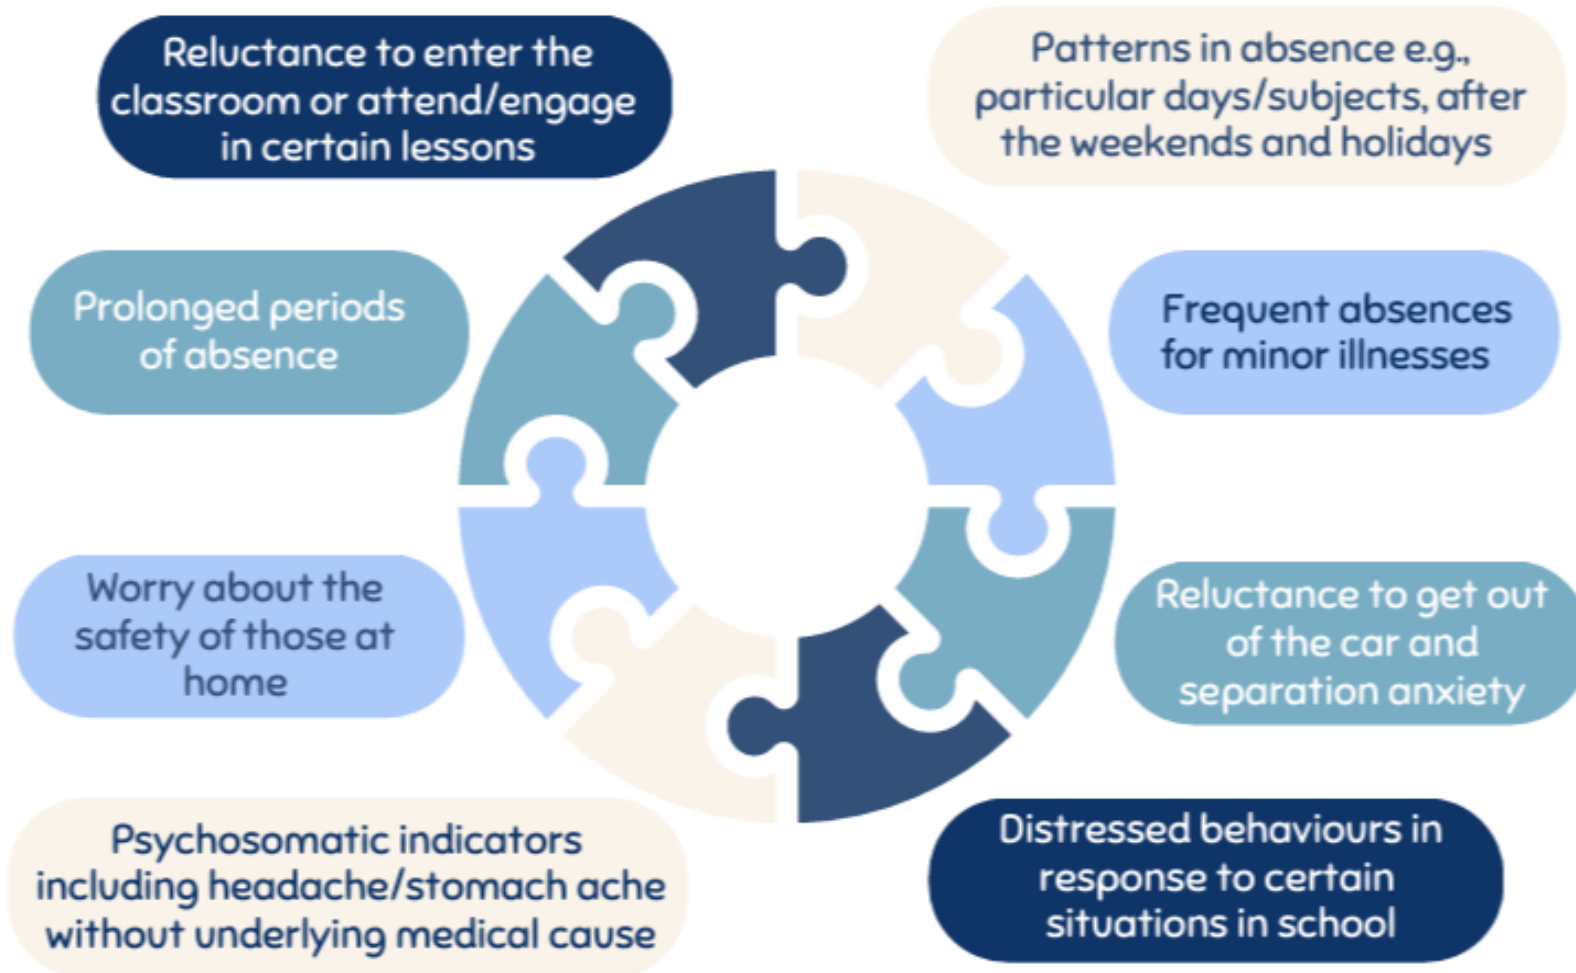 Reluctance to enter the
classroom or attend/engage
in certain lessons
Patterns in absence e.g.,
particular days/subjects, after
the weekends and holidays
Prolonged periods
of absence
Frequent absences
for minor illnesses
Worry about the
safety of those at
home
Reluctance to get out
of the car and
separation anxiety
Psychosomatic indicators
including headache/stomach ache
without underlying medical cause
Distressed behaviours in
response to certain
situations in school